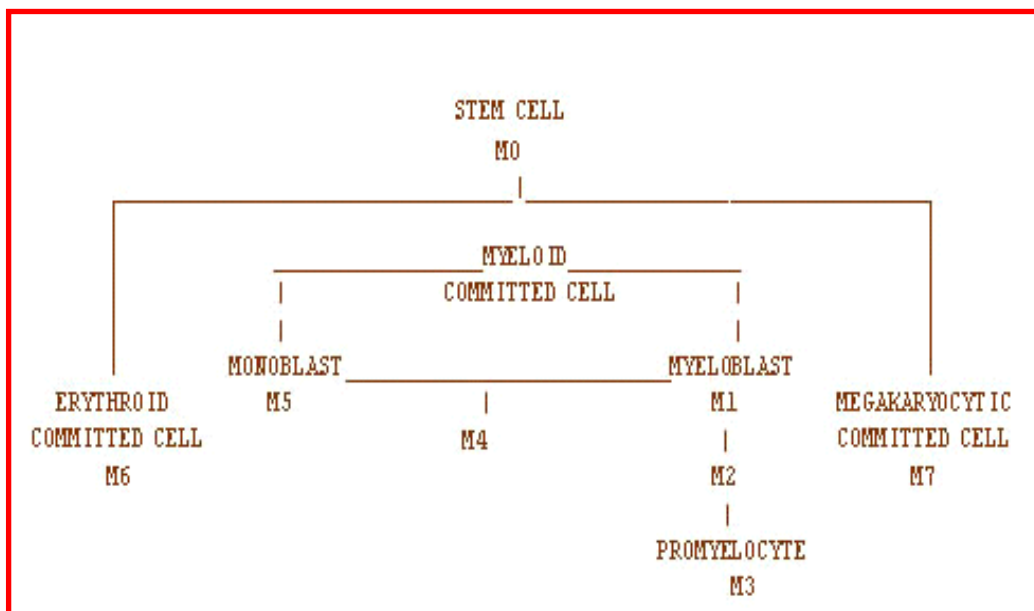 STEM CELL
M0
MYELOID
COMMITTED CELL
MONOBLAST
M5
MYELOBLAST
M1
ERYTHROID
COMMITTED CELL
M6
M4
MEGAKARYOCYTIC
COMMITTED CELL
M7
M2
PROMYELOCYTE
M3